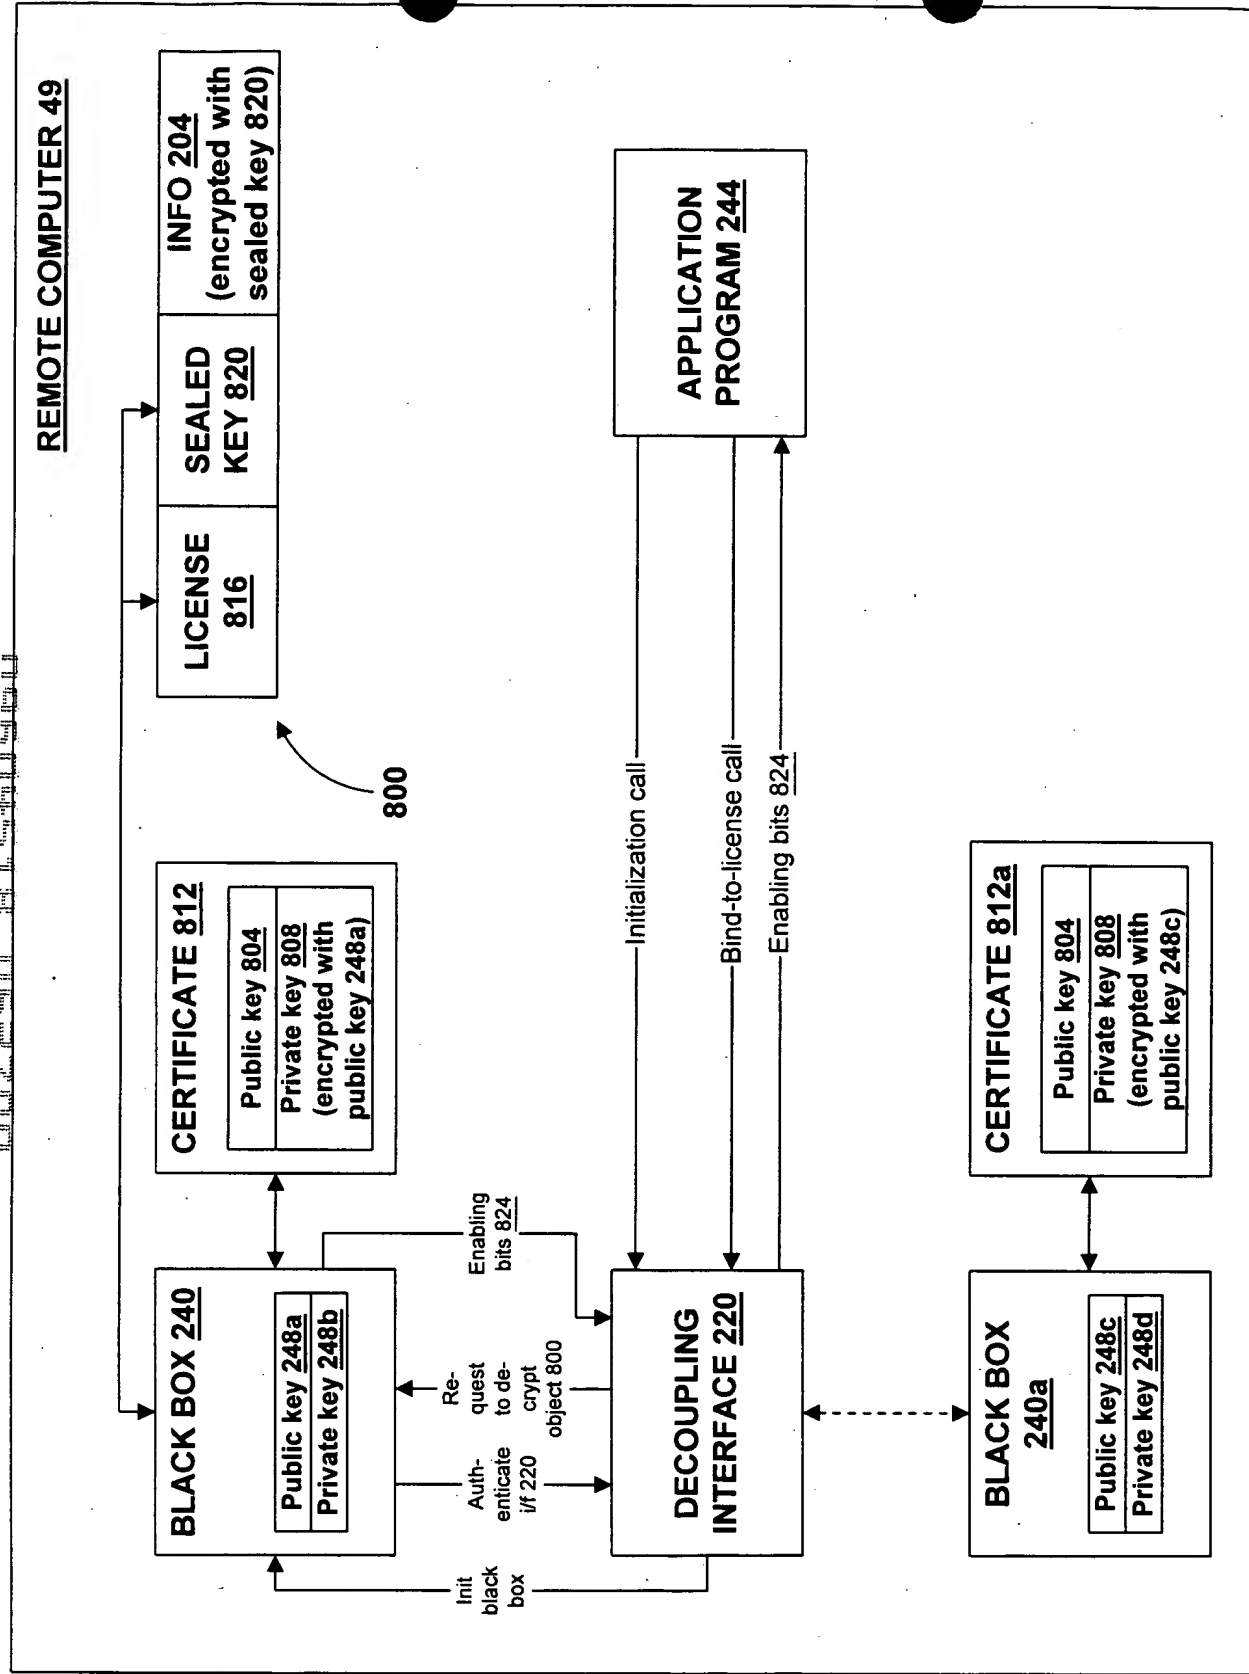 REMOTE COMPUTER 49
BLACK BOX 240
Public key 248a
Private key 248b
CERTIFICATE 812
Public key 804
Private key 808
(encrypted with
public key 248a)
800
LICENSE
816
SEALED
KEY 820
INFO 204
(encrypted with
sealed key 820)
Init
black
box
Auth-
enticate
i/f 220
Re-
quest
to de-
crypt
object 800
Enabling
bits 824
DECOUPLING
INTERFACE 220
Initialization call
Bind-to-license call
Enabling bits 824
APPLICATION
PROGRAM 244
BLACK BOX
240a
Public key 248c
Private key 248d
CERTIFICATE 812a
Public key 804
Private key 808
(encrypted with
public key 248c)